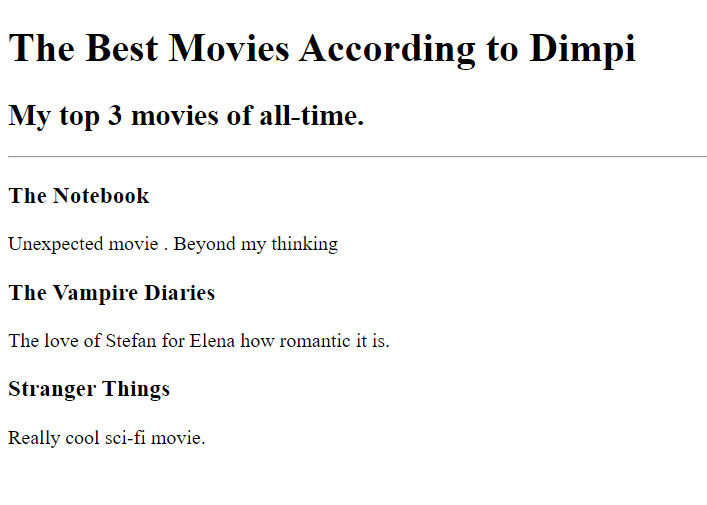 The Best Movies According to Dimpi
My top 3 movies of all-time.
The Notebook
Unexpected movie . Beyond my thinking
The Vampire Diaries
The love of Stefan for Elena how romantic it is.
Stranger Things
Really cool sci-fi movie.